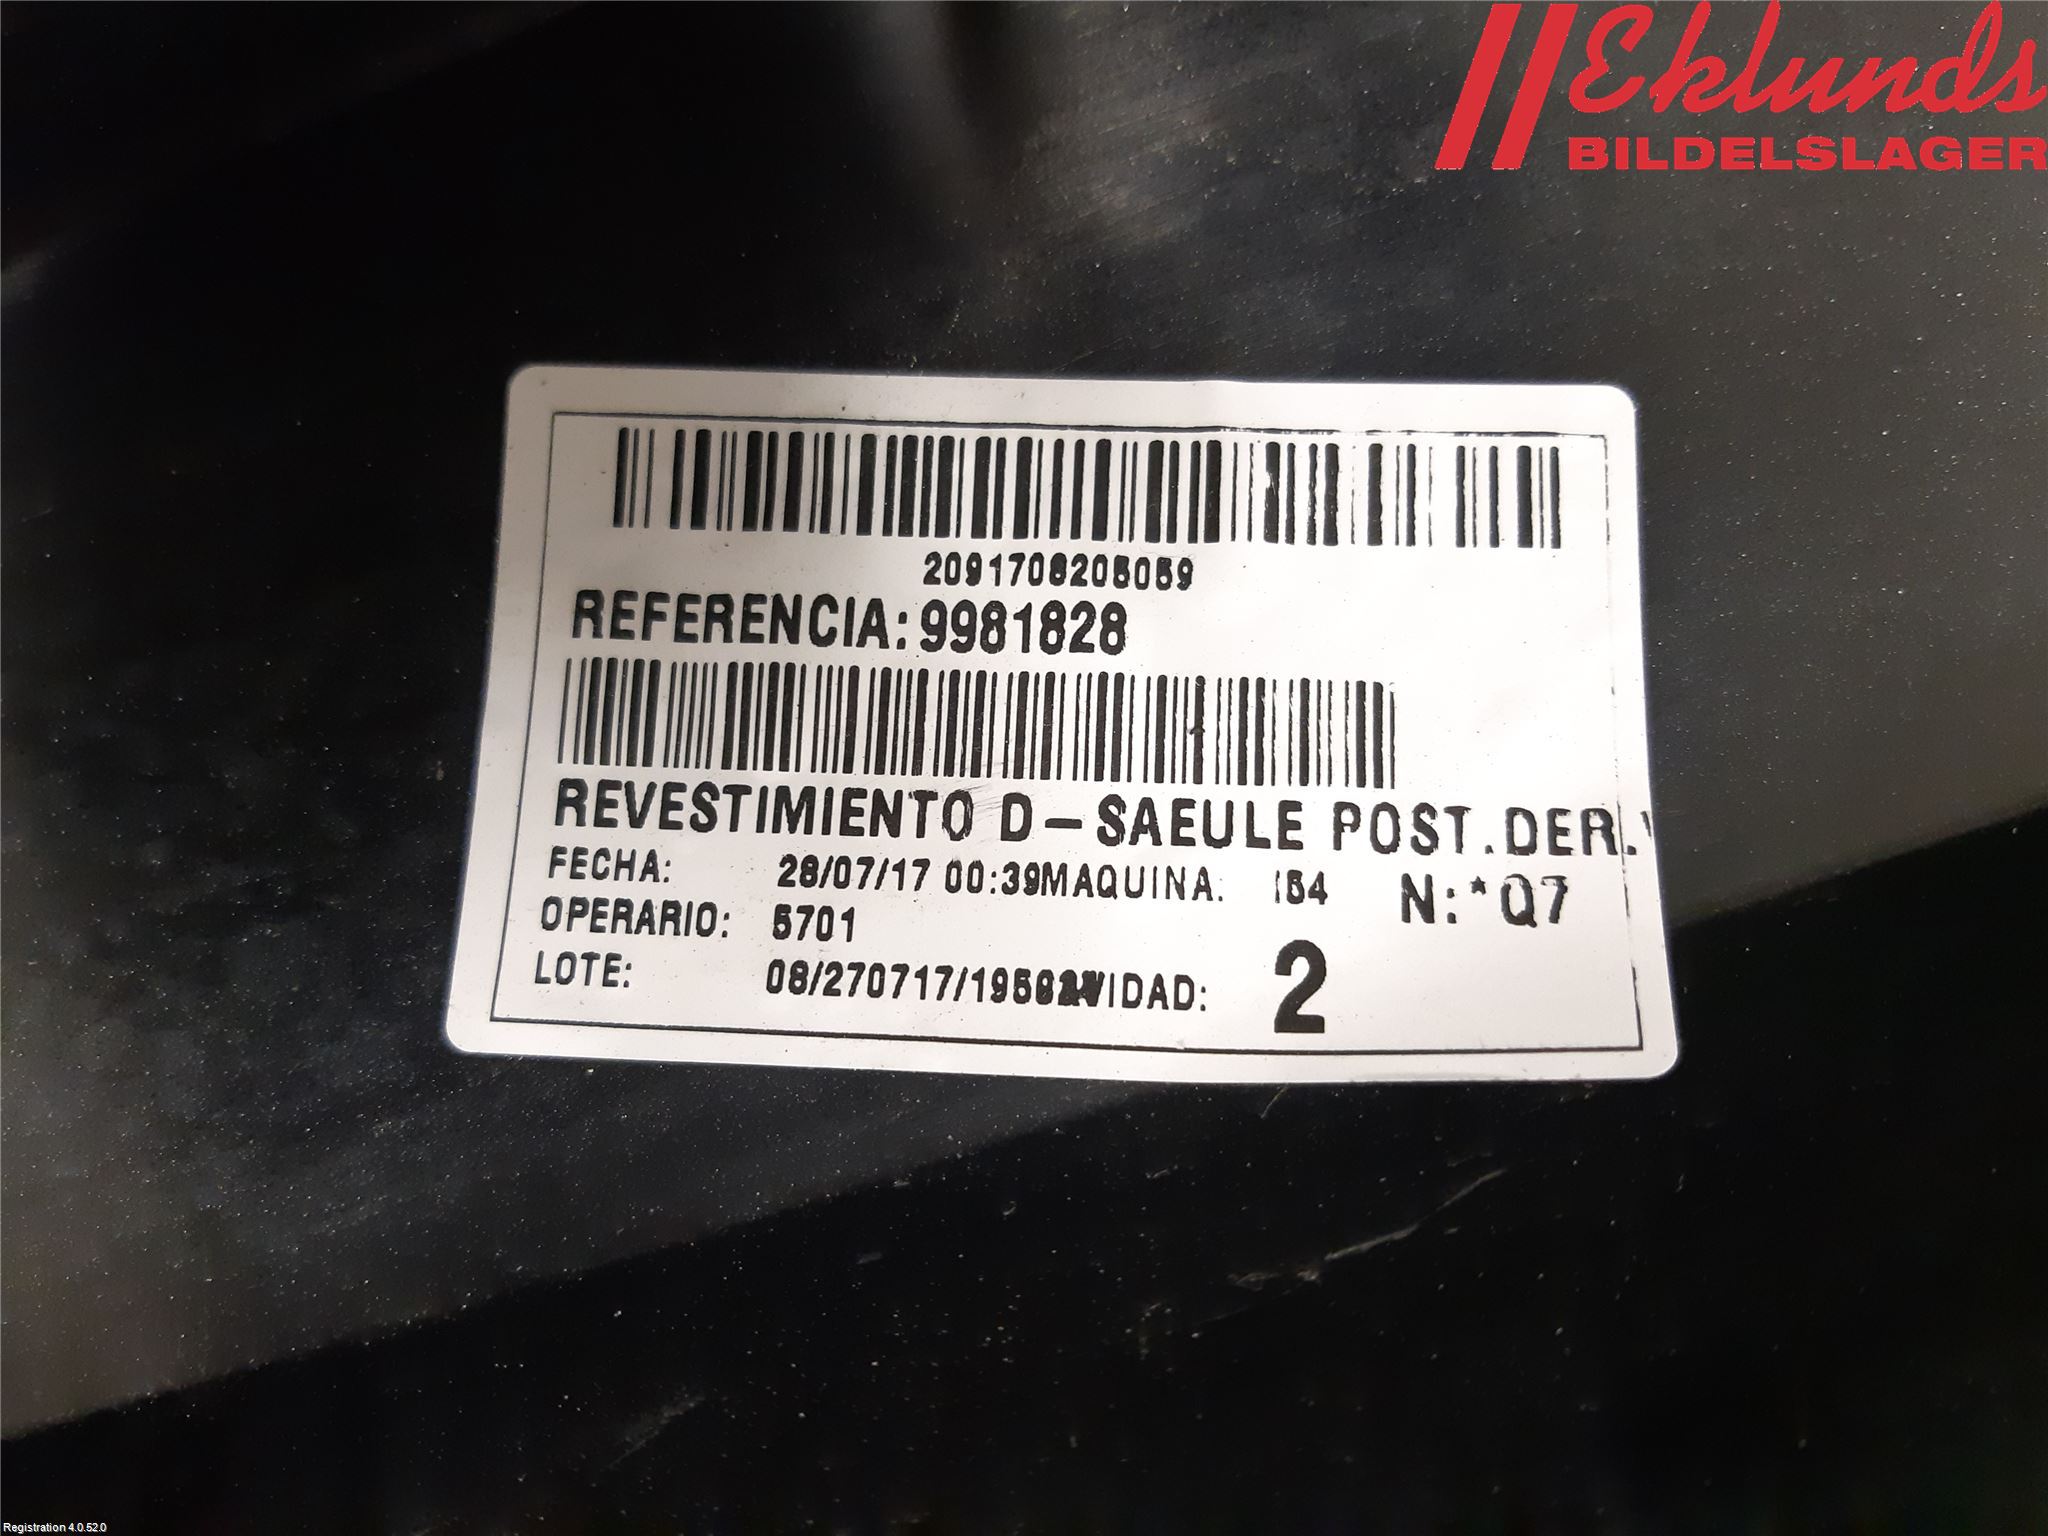 Eklunds
BILDELSLAGER
2091708205059
REFERENCIA: 9981828
REVESTIMIENTO D-SAEULE POST.DER.
FECHA: 28/07/17 00:39 MAQUINA: 154 N:*Q7
OPERARIO: 5701
LOTE: VIDAD: 2
Registration 4.0.52.0